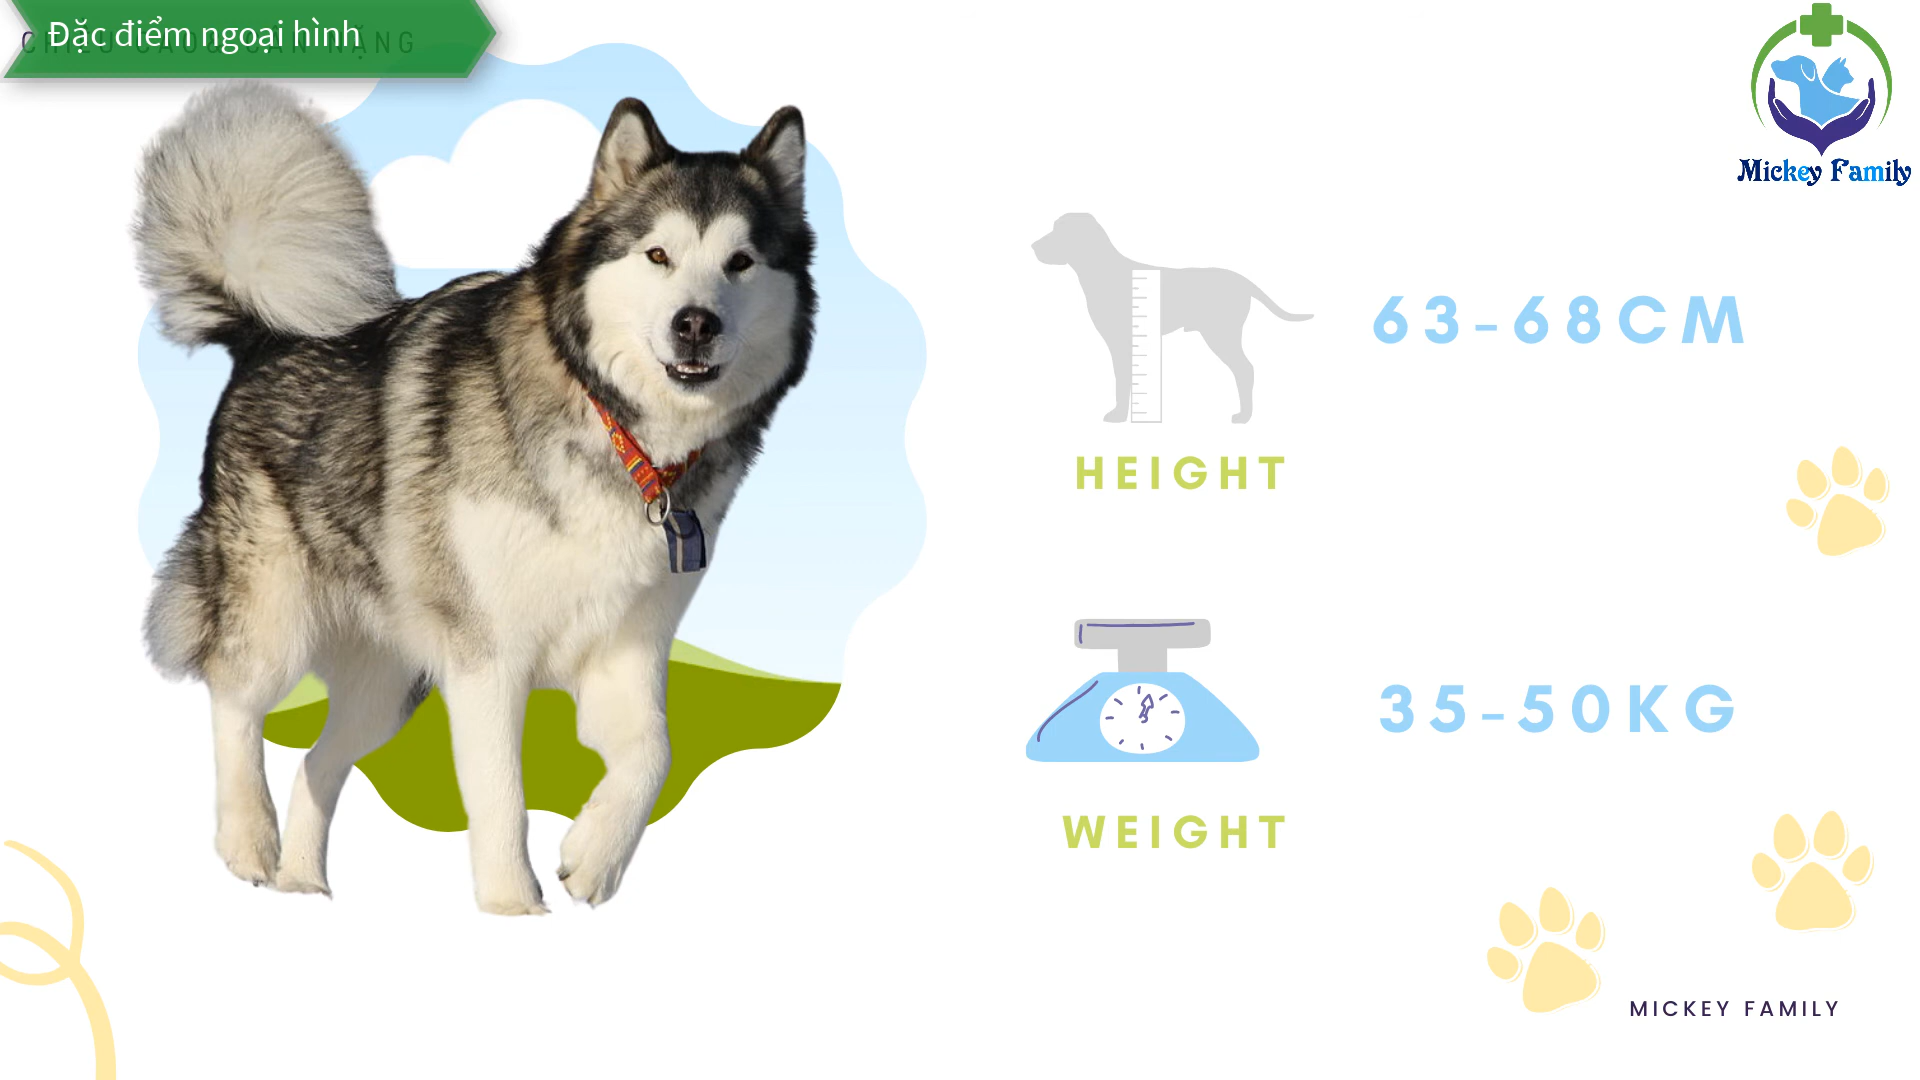 Đặc điểm ngoại hình
Mickey Family
63-68CM
HEIGHT
35-50KG
WEIGHT
MICKEY FAMILY